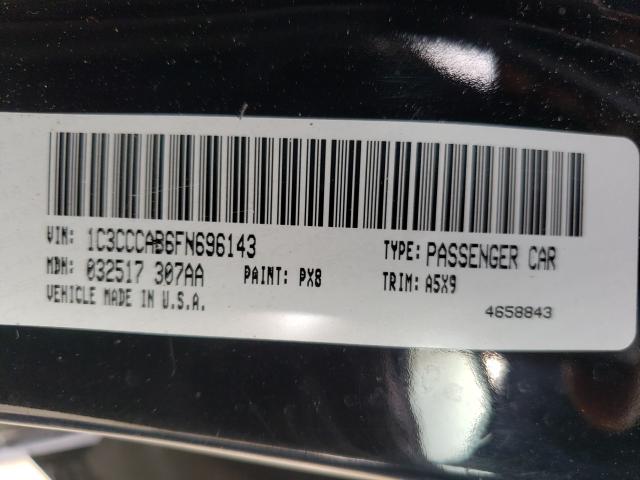 VIN: 1C3CCCAB6FN696143 TYPE: PASSENGER CAR
MDH: 032517 307AA PAINT: PX8 TRIM: A5X9
VEHICLE MADE IN U.S.A. 4658843